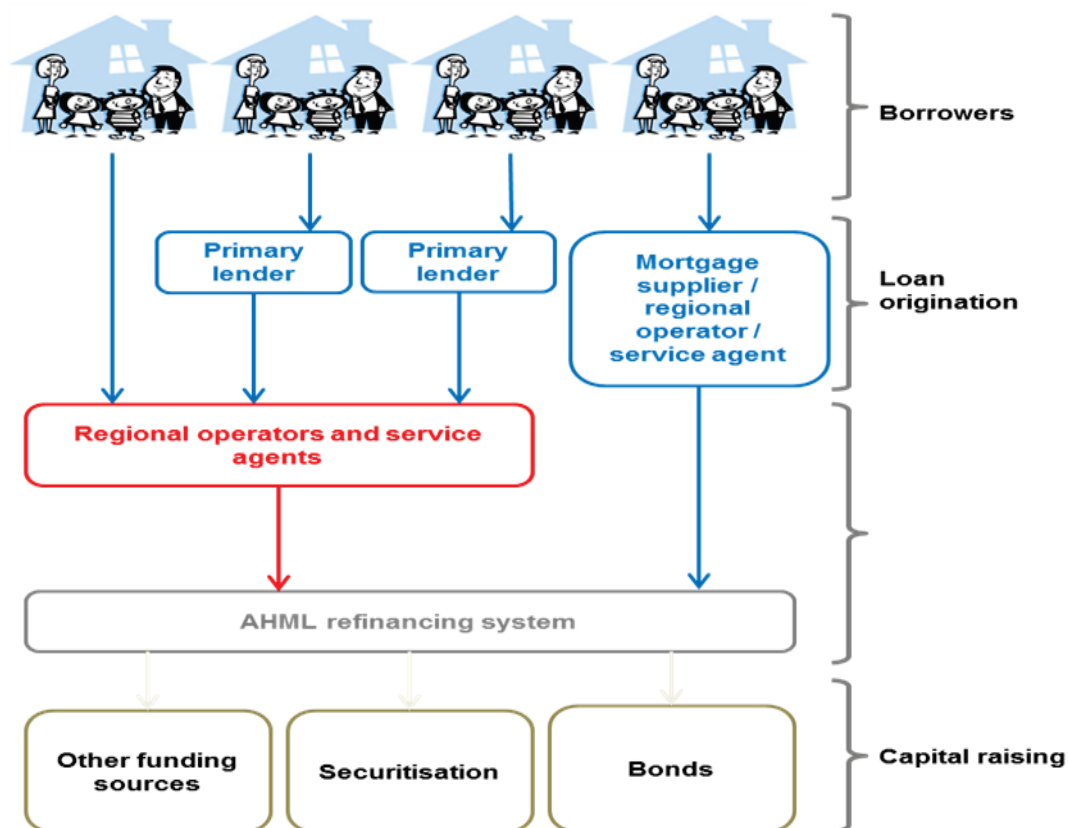 Borrowers
Primary
lender
Primary
lender
Mortgage
supplier /
regional
operator /
service agent
Loan
origination
Regional operators and service
agents
AHML refinancing system
Other funding
sources
Securitisation
Bonds
Capital raising